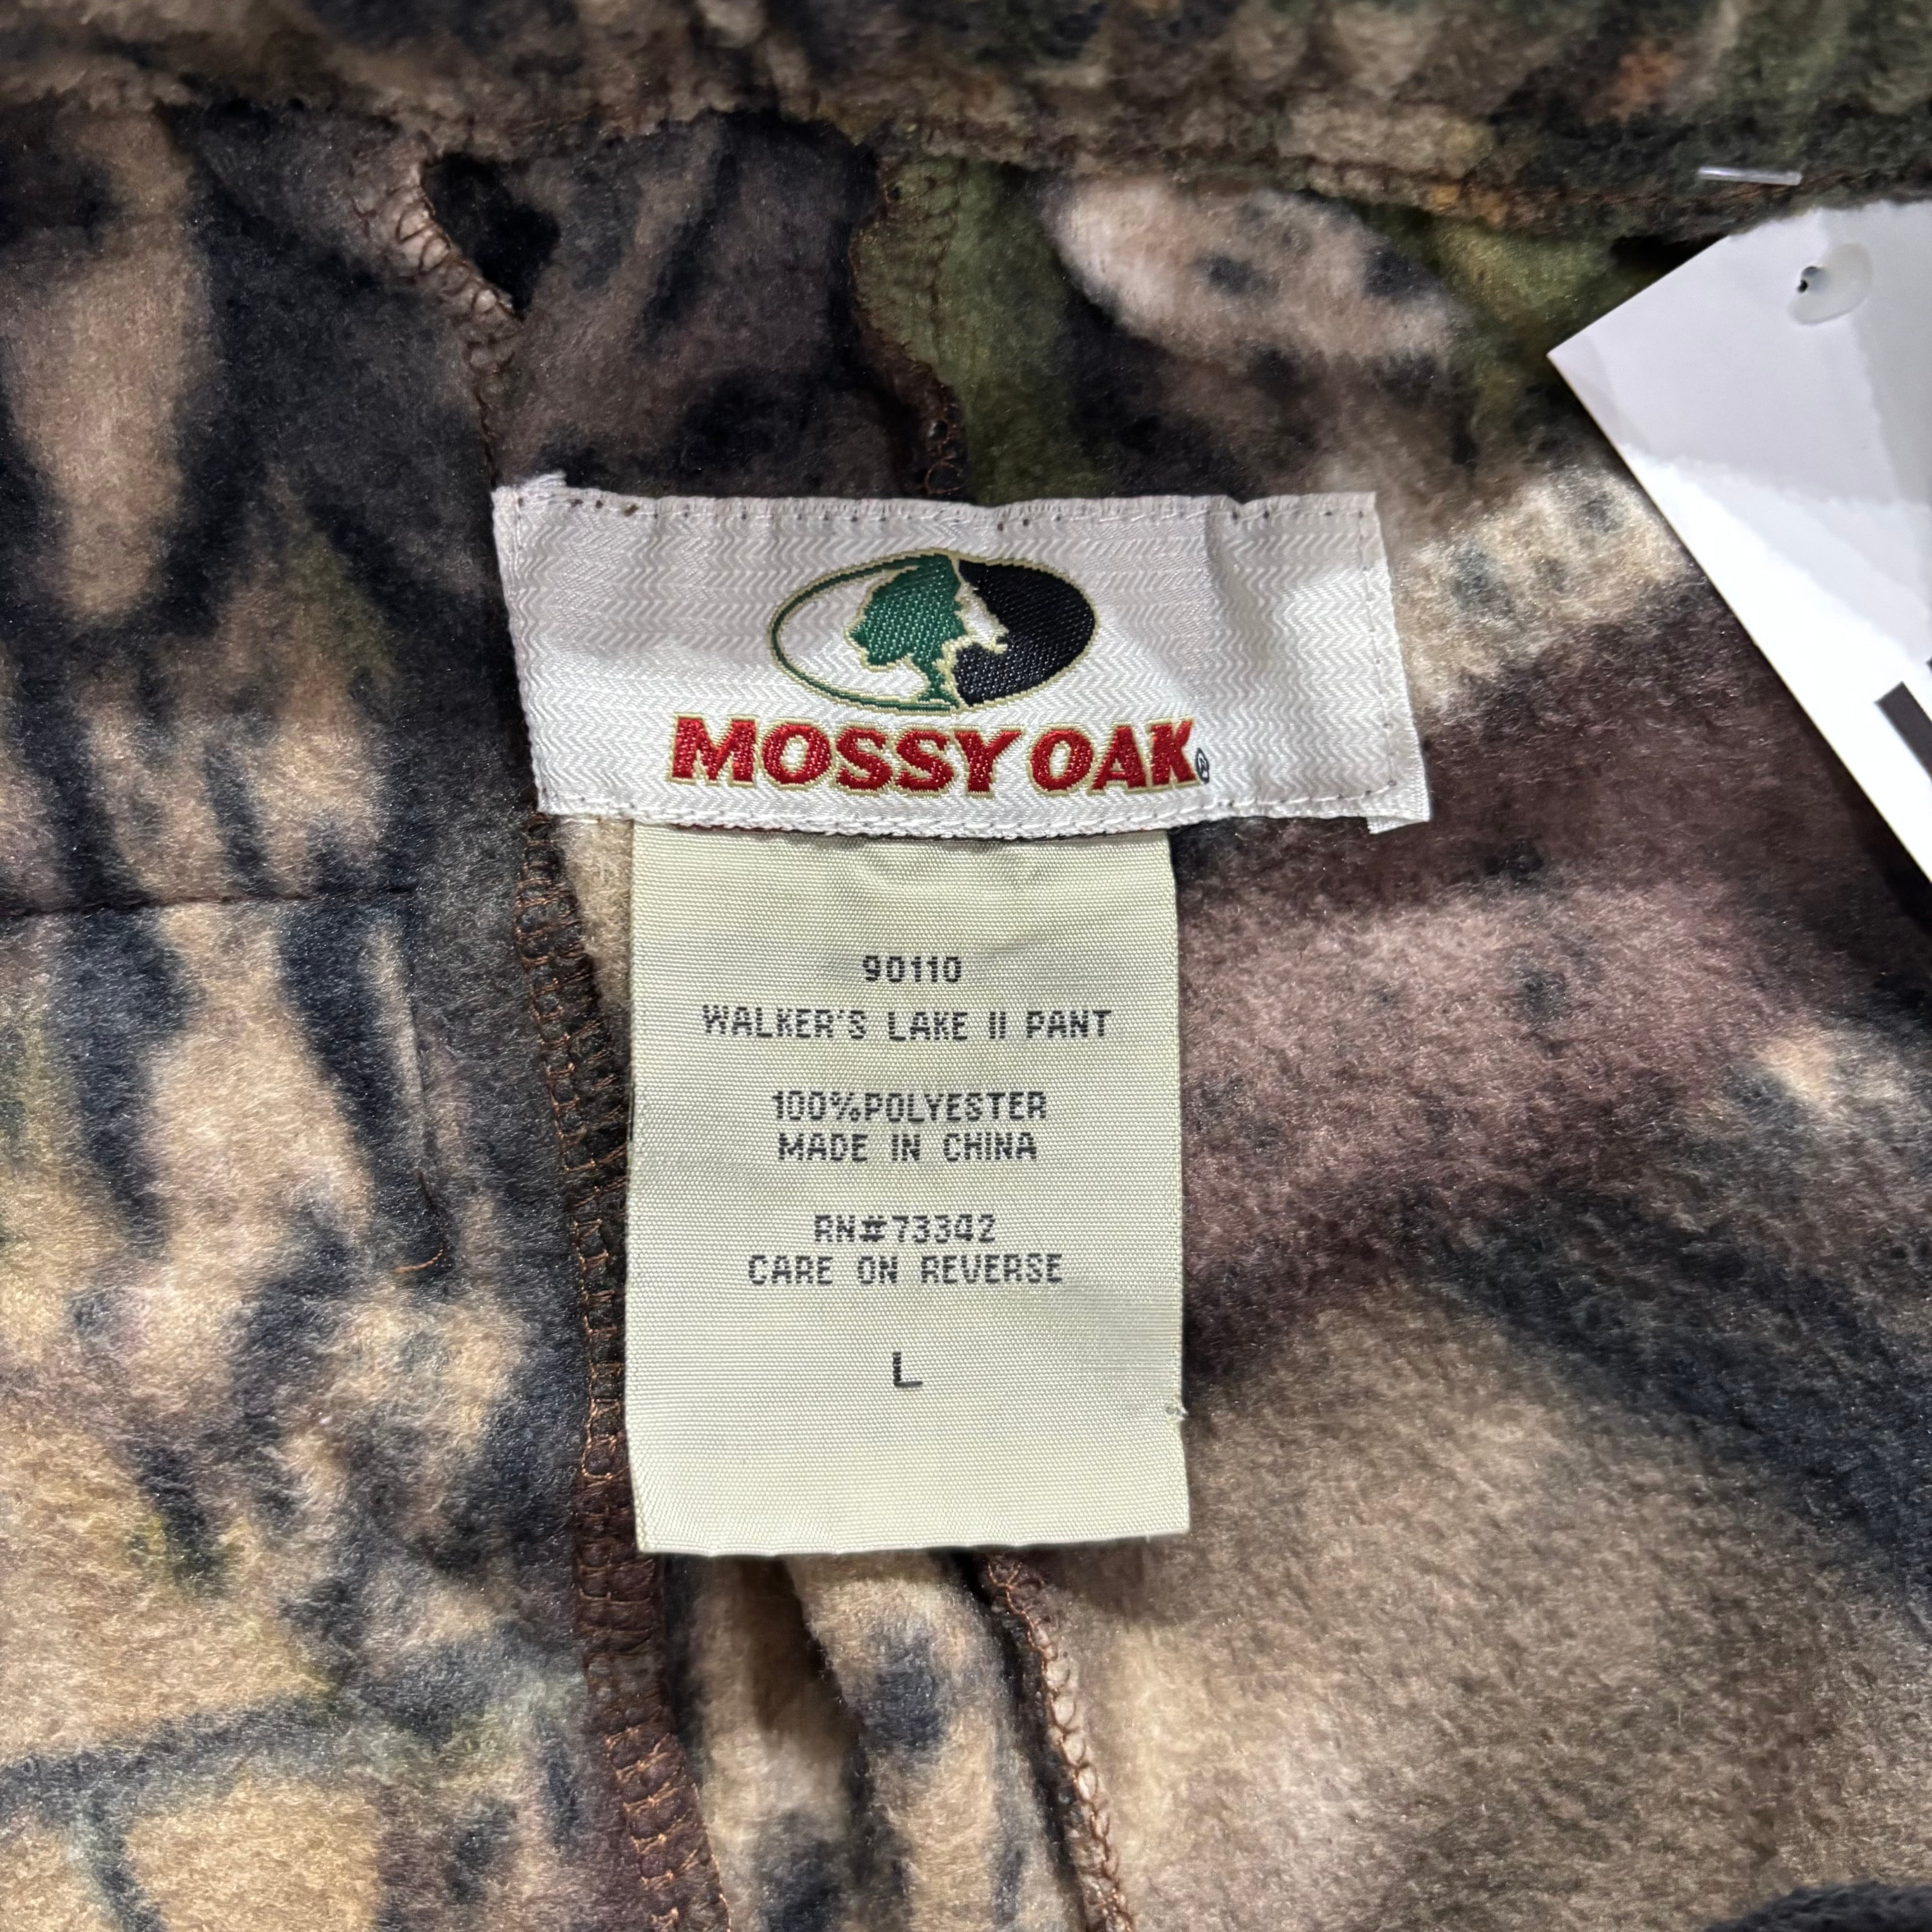 MOSSY OAK®
90110
WALKER'S LAKE II PANT
100%POLYESTER
MADE IN CHINA
RN#73342
CARE ON REVERSE
L